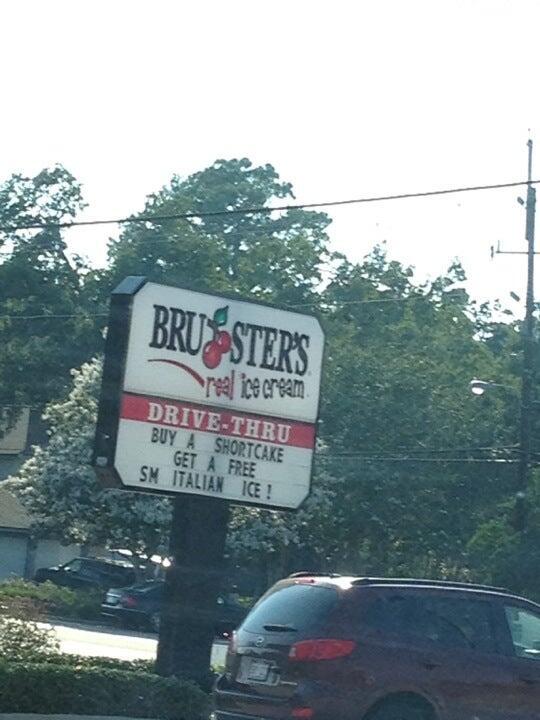 BRUSTER'S
real ice cream
DRIVE-THRU
BUY A SHORTCAKE
GET A FREE
SM ITALIAN ICE!